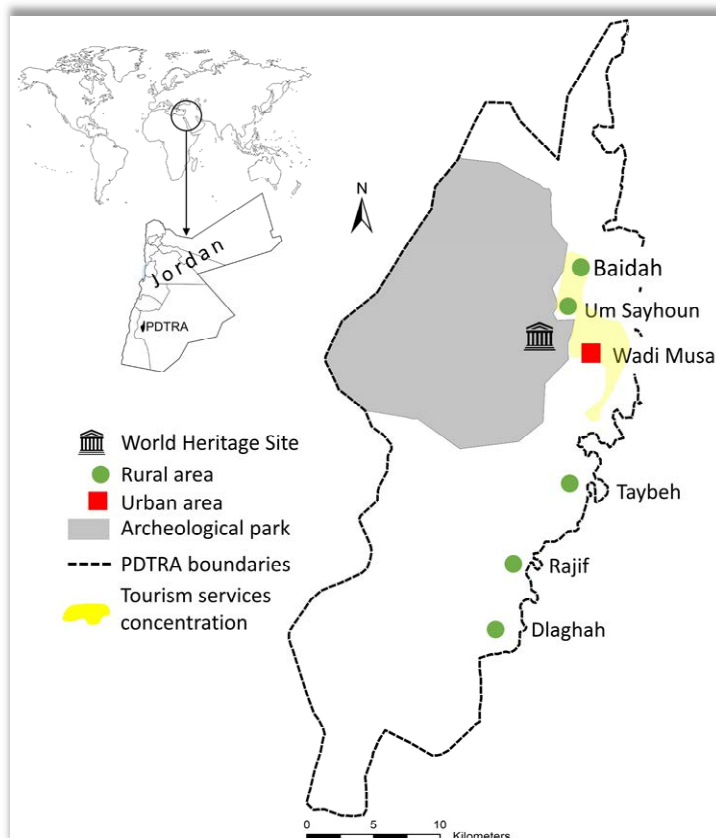 N
Jordan
PDTRA
Baidah
Um Sayhoun
Wadi Musa
Taybeh
Rajif
Dlaghah
World Heritage Site
Rural area
Urban area
Archeological park
PDTRA boundaries
Tourism services
concentration
0 5 10
Kilometers